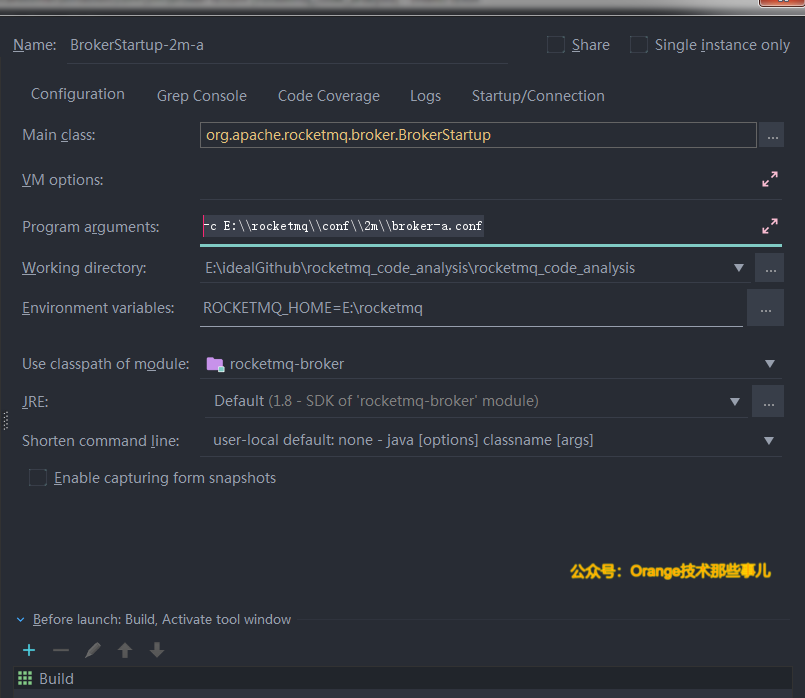 Name: BrokerStartup-2m-a Share Single instance only
Configuration Grep Console Code Coverage Logs Startup/Connection
Main class: org.apache.rocketmq.broker.BrokerStartup ...
VM options:
Program arguments: -c E:\\rocketmq\\conf\\2m\\broker-a.conf
Working directory: E:\idealGithub\rocketmq_code_analysis\rocketmq_code_analysis ...
Environment variables: ROCKETMQ_HOME=E:\rocketmq ...
Use classpath of module: rocketmq-broker
JRE: Default (1.8 - SDK of 'rocketmq-broker' module) ...
Shorten command line: user-local default: none - java [options] classname [args]
Enable capturing form snapshots
公众号：Orange技术那些事儿
Before launch: Build, Activate tool window
Build